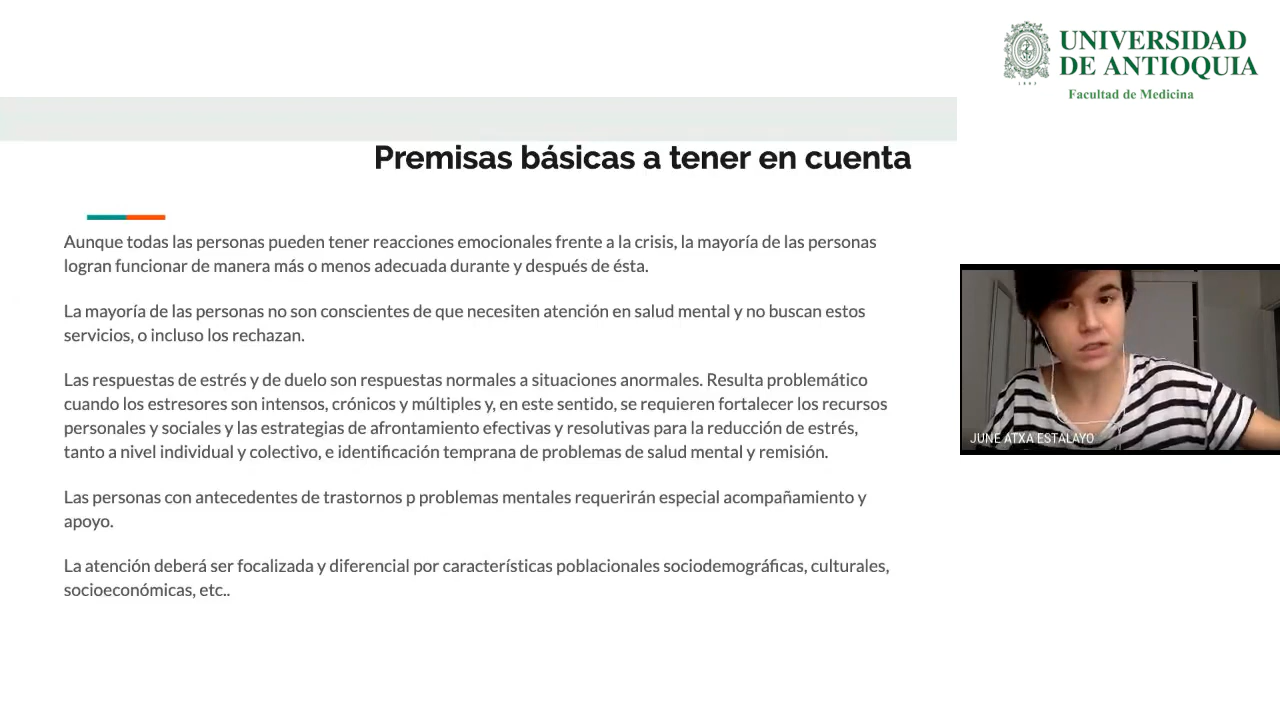 UNIVERSIDAD
DE ANTIOQUIA
1803
Facultad de Medicina
Premisas básicas a tener en cuenta
Aunque todas las personas pueden tener reacciones emocionales frente a la crisis, la mayoría de las personas
logran funcionar de manera más o menos adecuada durante y después de ésta.
La mayoría de las personas no son conscientes de que necesiten atención en salud mental y no buscan estos
servicios, o incluso los rechazan.
Las respuestas de estrés y de duelo son respuestas normales a situaciones anormales. Resulta problemático
cuando los estresores son intensos, crónicos y múltiples y, en este sentido, se requieren fortalecer los recursos
personales y sociales y las estrategias de afrontamiento efectivas y resolutivas para la reducción de estrés,
tanto a nivel individual y colectivo, e identificación temprana de problemas de salud mental y remisión.
Las personas con antecedentes de trastornos p problemas mentales requerirán especial acompañamiento y
apoyo.
La atención deberá ser focalizada y diferencial por características poblacionales sociodemográficas, culturales,
socioeconómicas, etc..
JUNE ATXA ESTALAYO